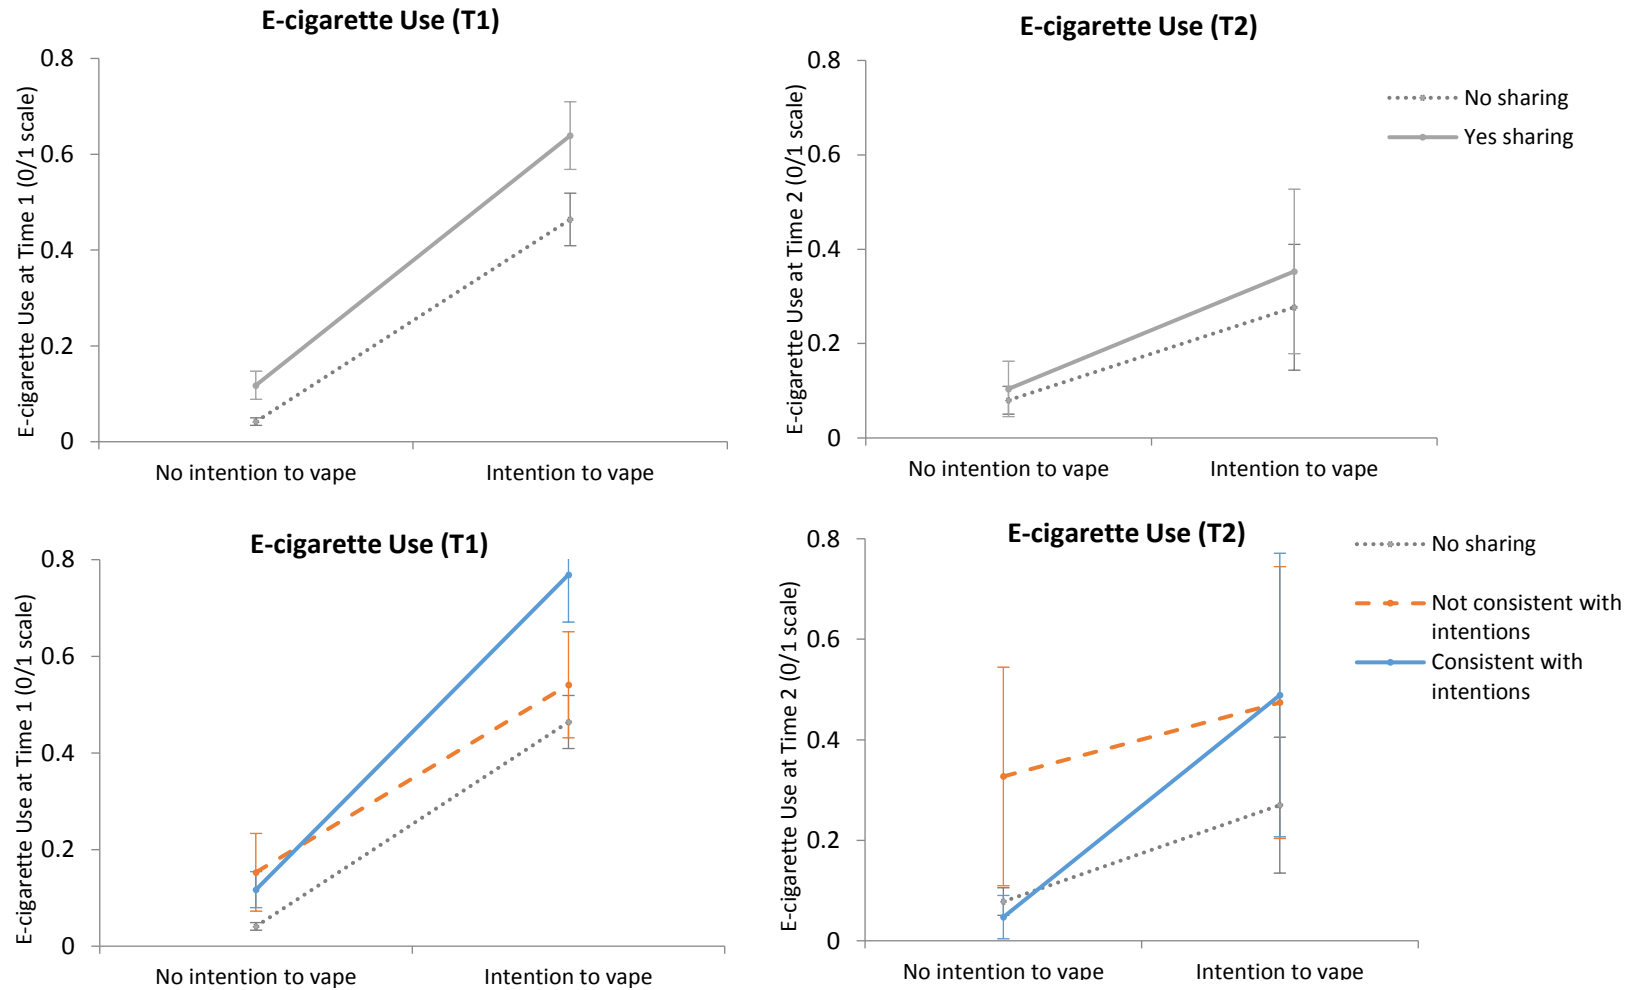 E-cigarette Use (T1)
E-cigarette Use at Time 1 (0/1 scale)
0.8
0.6
0.4
0.2
0
No intention to vape
Intention to vape
E-cigarette Use (T2)
E-cigarette Use at Time 2 (0/1 scale)
0.8
0.6
0.4
0.2
0
No intention to vape
Intention to vape
No sharing
Yes sharing
E-cigarette Use (T1)
E-cigarette Use at Time 1 (0/1 scale)
0.8
0.6
0.4
0.2
0
No intention to vape
Intention to vape
E-cigarette Use (T2)
E-cigarette Use at Time 2 (0/1 scale)
0.8
0.6
0.4
0.2
0
No intention to vape
Intention to vape
No sharing
Not consistent with
intentions
Consistent with
intentions